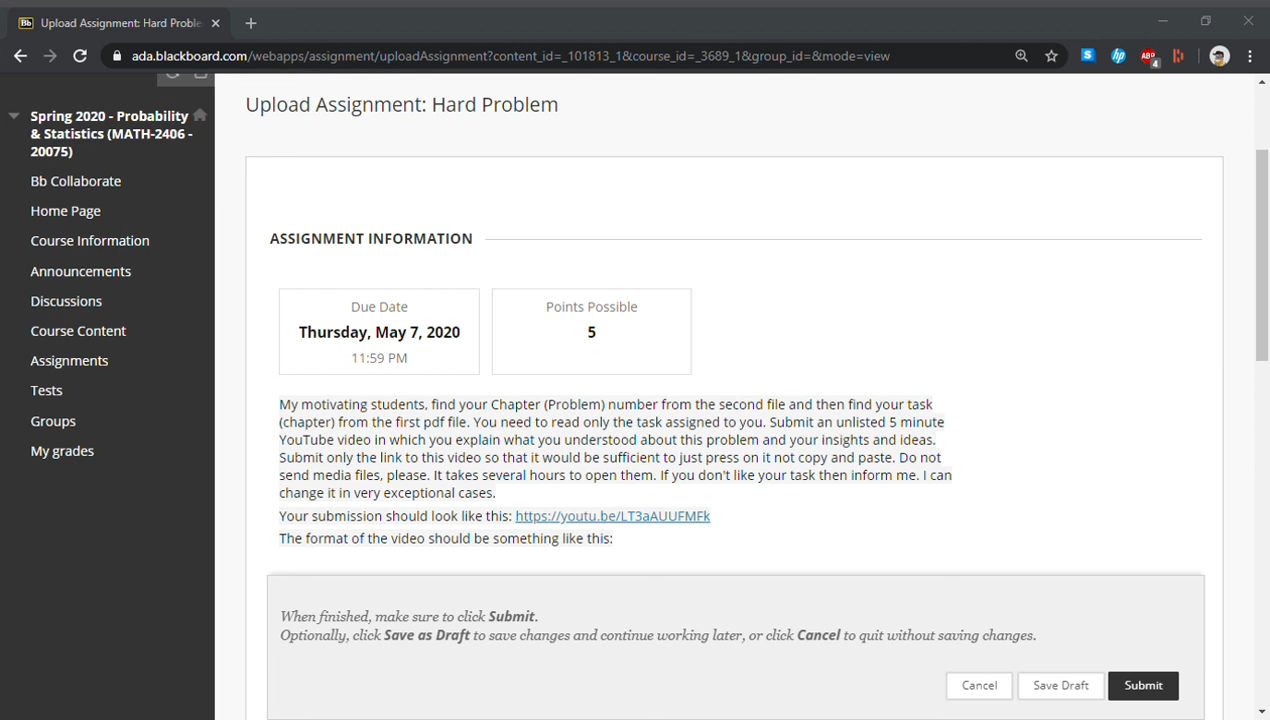 Bb Upload Assignment: Hard Proble
ada.blackboard.com/webapps/assignment/uploadAssignment?content_id=_101813_1&course_id=_3689_1&group_id=&mode=view
S
hp
ABP
4
Spring 2020 - Probability
& Statistics (MATH-2406 -
20075)
Bb Collaborate
Home Page
Course Information
Announcements
Discussions
Course Content
Assignments
Tests
Groups
My grades
Upload Assignment: Hard Problem
ASSIGNMENT INFORMATION
Due Date
Thursday, May 7, 2020
11:59 PM
Points Possible
5
My motivating students, find your Chapter (Problem) number from the second file and then find your task
(chapter) from the first pdf file. You need to read only the task assigned to you. Submit an unlisted 5 minute
YouTube video in which you explain what you understood about this problem and your insights and ideas.
Submit only the link to this video so that it would be sufficient to just press on it not copy and paste. Do not
send media files, please. It takes several hours to open them. If you don't like your task then inform me. I can
change it in very exceptional cases.
Your submission should look like this: https://youtu.be/LT3aAUUFMFk
The format of the video should be something like this:
When finished, make sure to click Submit.
Optionally, click Save as Draft to save changes and continue working later, or click Cancel to quit without saving changes.
Cancel
Save Draft
Submit